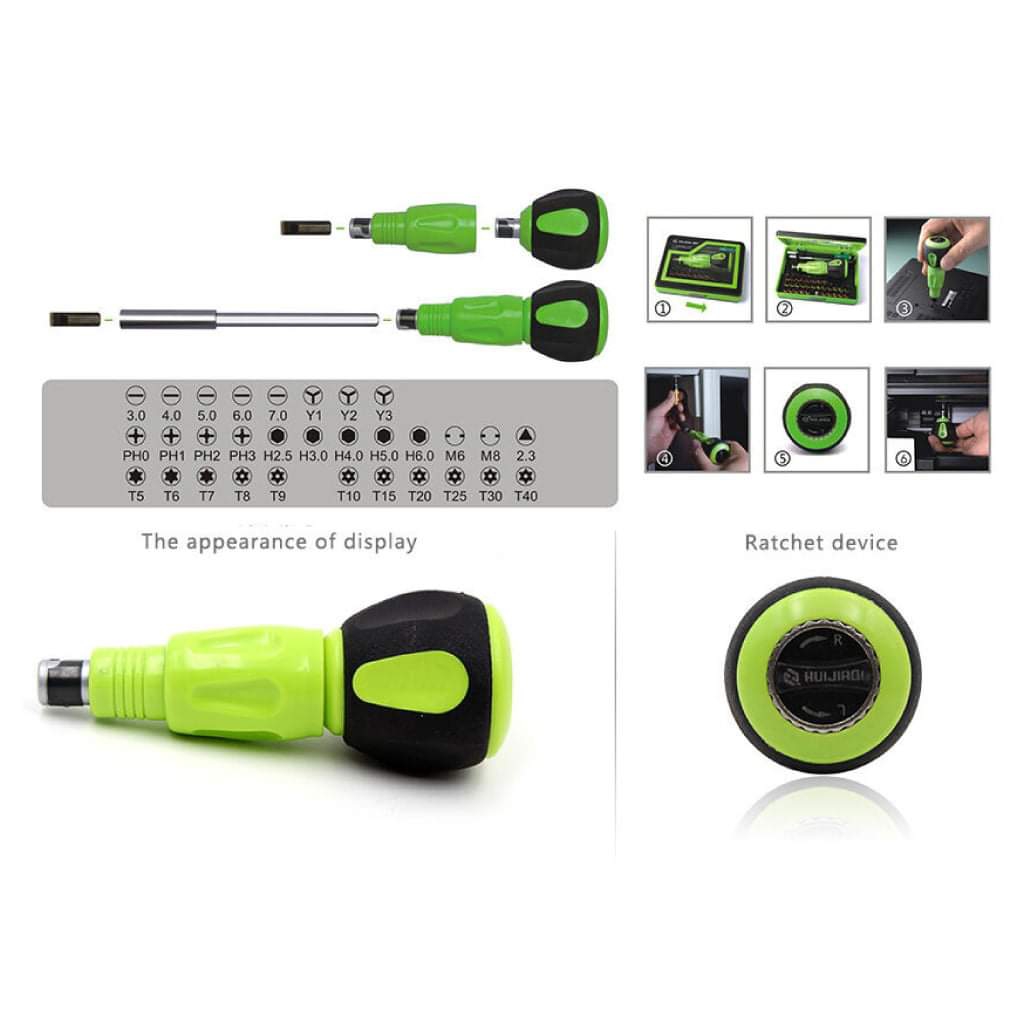 3.0 4.0 5.0 6.0 7.0 Y1 Y2 Y3
PH0 PH1 PH2 PH3 H2.5 H3.0 H4.0 H5.0 H6.0 M6 M8 2.3
T5 T6 T7 T8 T9 T10 T15 T20 T25 T30 T40
1
2
3
4
5
6
The appearance of display
Ratchet device
R
RUIJIAQI
L